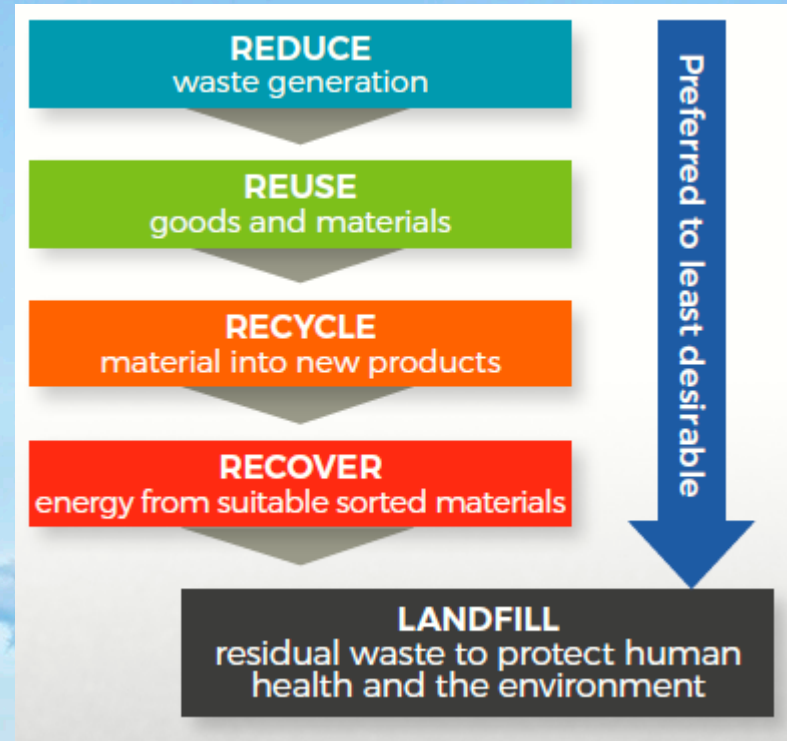 REDUCE
waste generation
REUSE
goods and materials
RECYCLE
material into new products
RECOVER
energy from suitable sorted materials
LANDFILL
residual waste to protect human
health and the environment
Preferred to least desirable